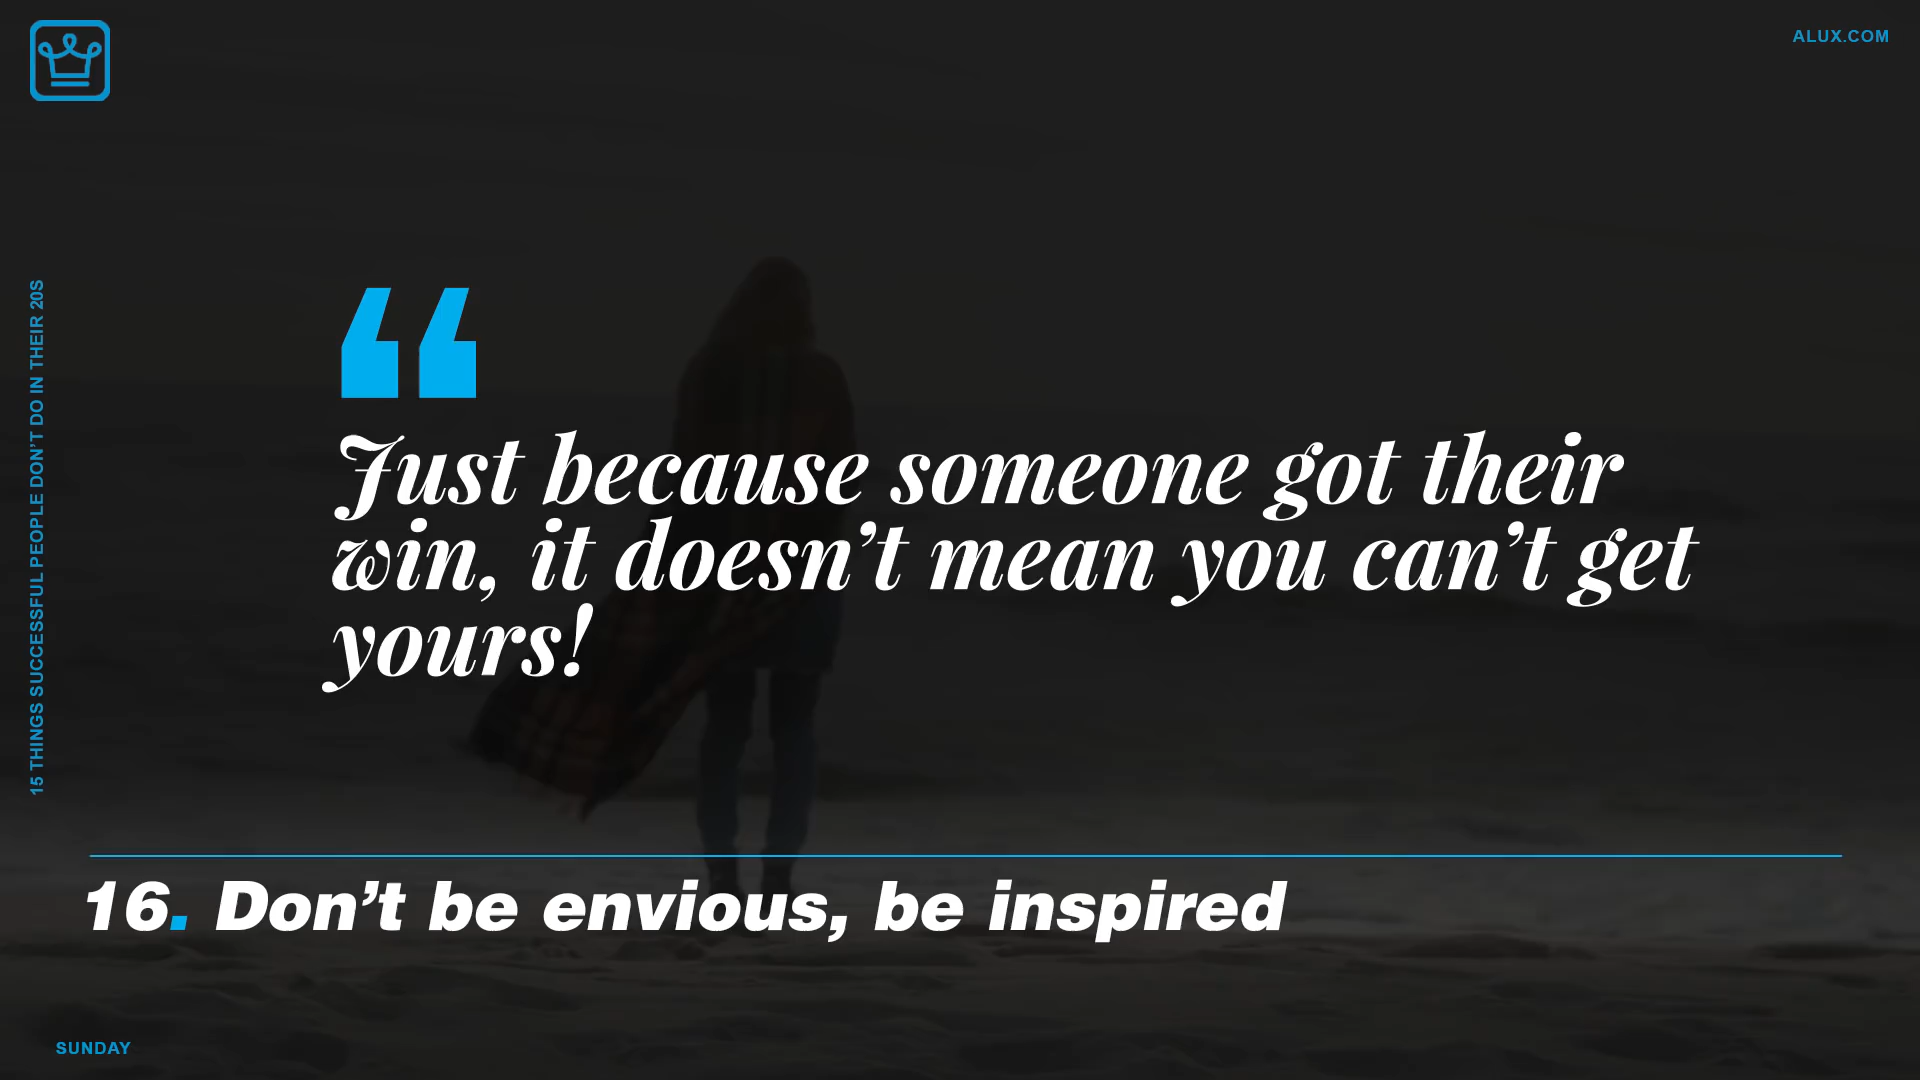 ALUX.COM
15 THINGS SUCCESSFUL PEOPLE DON'T DO IN THEIR 20S
“
Just because someone got their
win, it doesn’t mean you can’t get
yours!
16. Don’t be envious, be inspired
SUNDAY